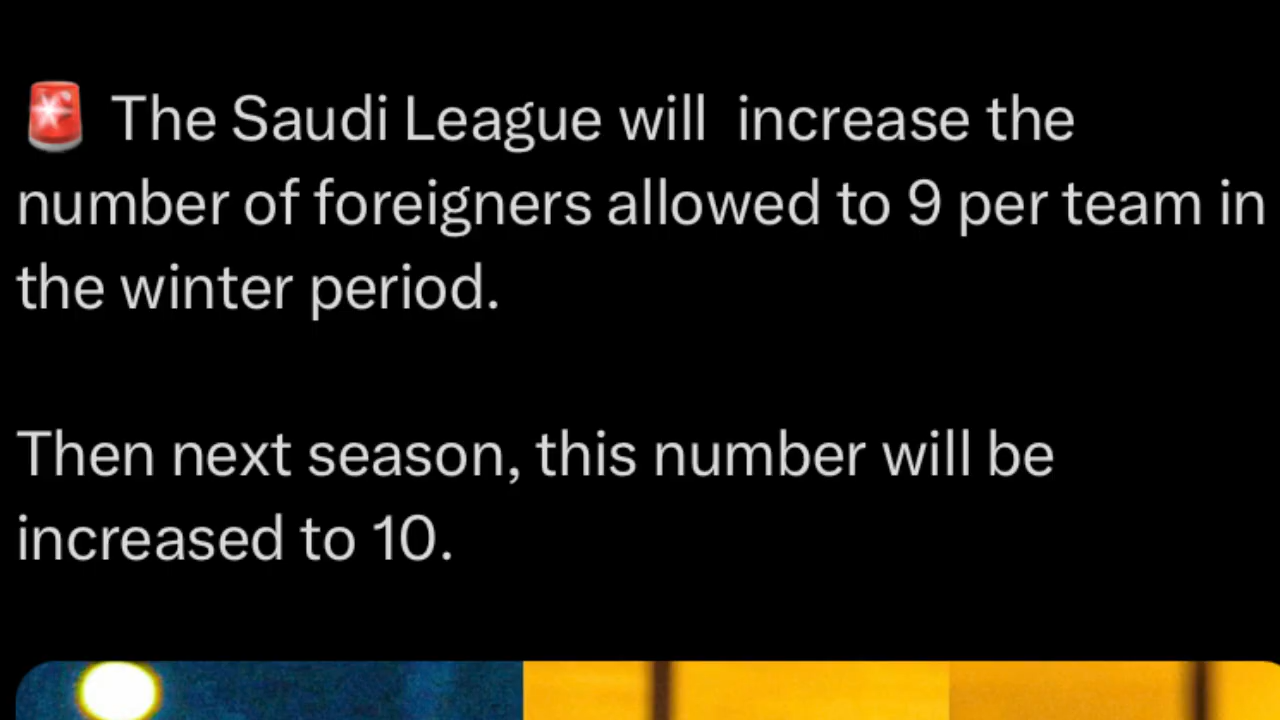 🚨 The Saudi League will  increase the
number of foreigners allowed to 9 per team in
the winter period.
Then next season, this number will be
increased to 10.